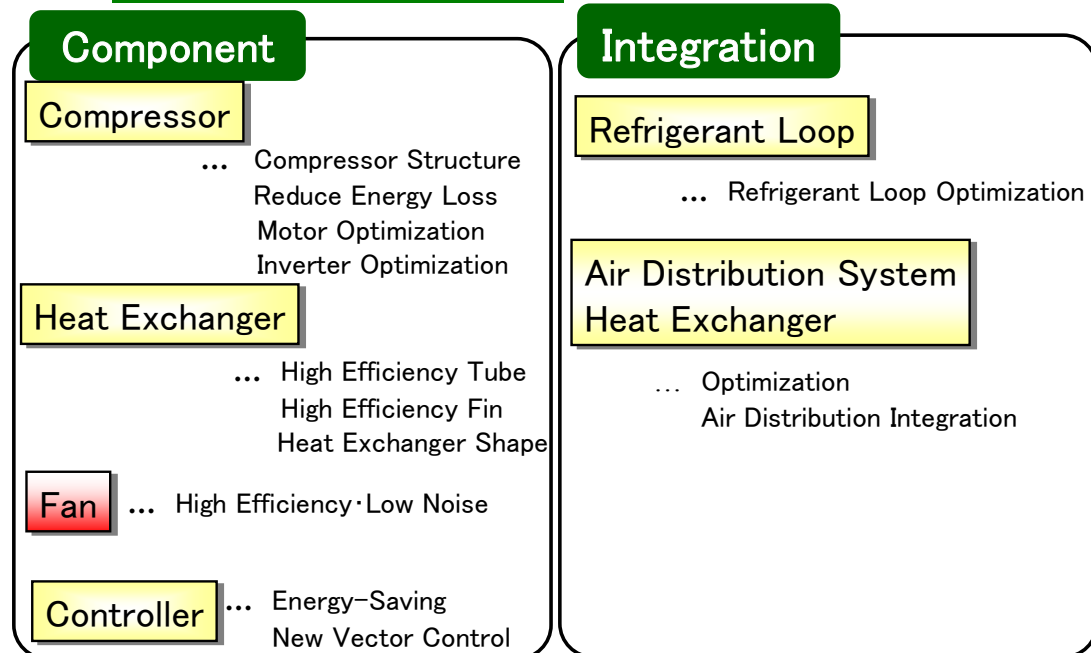 Component
Compressor
... Compressor Structure
Reduce Energy Loss
Motor Optimization
Inverter Optimization
Heat Exchanger
... High Efficiency Tube
High Efficiency Fin
Heat Exchanger Shape
Fan ... High Efficiency・Low Noise
Controller ... Energy-Saving
New Vector Control
Integration
Refrigerant Loop
... Refrigerant Loop Optimization
Air Distribution System
Heat Exchanger
... Optimization
Air Distribution Integration